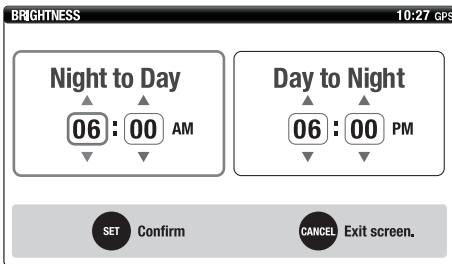 BRIGHTNESS 10:27 GPS
Night to Day Day to Night
06 : 00 AM 06 : 00 PM
SET Confirm CANCEL Exit screen.